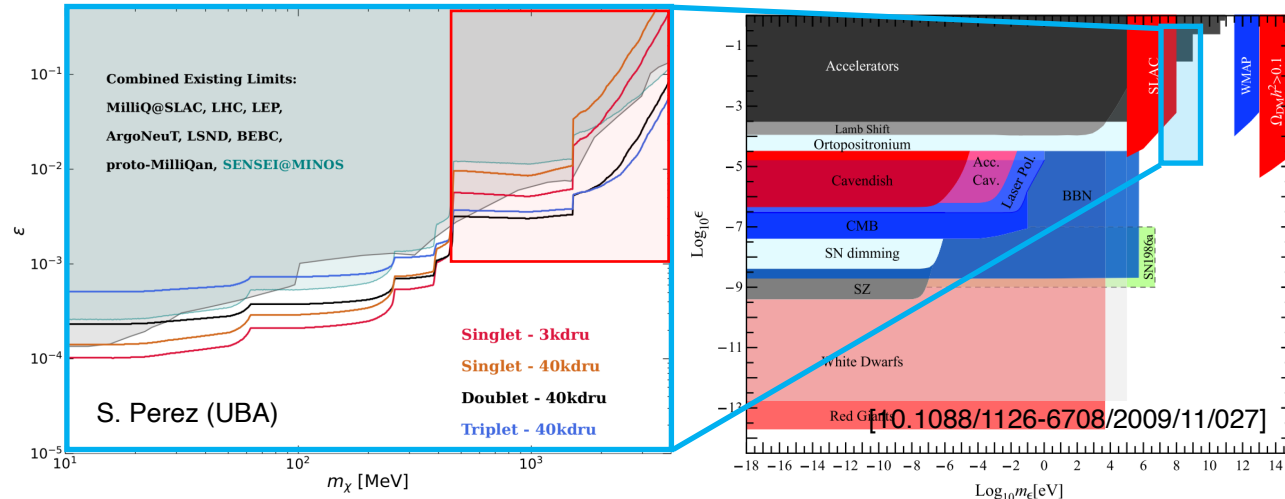 10⁻¹
10⁻²
10⁻³
10⁻⁴
10⁻⁵
ε
Combined Existing Limits:
MilliQ@SLAC, LHC, LEP,
ArgoNeuT, LSND, BEBC,
proto-MilliQan, SENSEI@MINOS
Singlet - 3kdru
Singlet - 40kdru
Doublet - 40kdru
Triplet - 40kdru
S. Perez (UBA)
10¹ 10² 10³
mχ [MeV]
Log₁₀ϵ
-1
-3
-5
-7
-9
-11
-13
Accelerators
Lamb Shift
Ortopositronium
Cavendish
Acc.
Cav.
Laser Pol.
BBN
CMB
SN dimming
SZ
White Dwarfs
Red Giants
SLAC
SN1986a
WMAP
Ω_DM h²>0.1
[10.1088/1126-6708/2009/11/027]
-18 -16 -14 -12 -10 -8 -6 -4 -2 0 2 4 6 8 10 12 14
Log₁₀mϵ[eV]